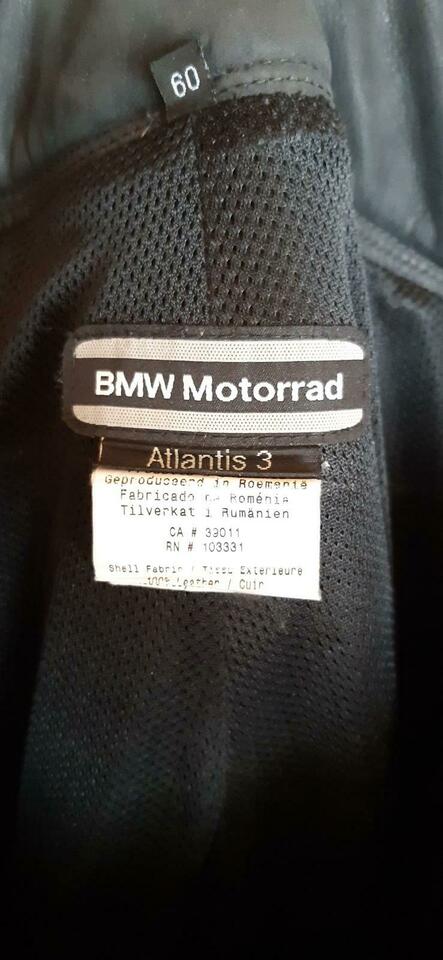 60
BMW Motorrad
Atlantis 3
Geproduceerd in Roemenië
Fabricado na Roménia
Tilverkat i Rumänien
CA # 39011
RN # 103331
Shell Fabric / Tissu Exterieure
100% Leather / Cuir